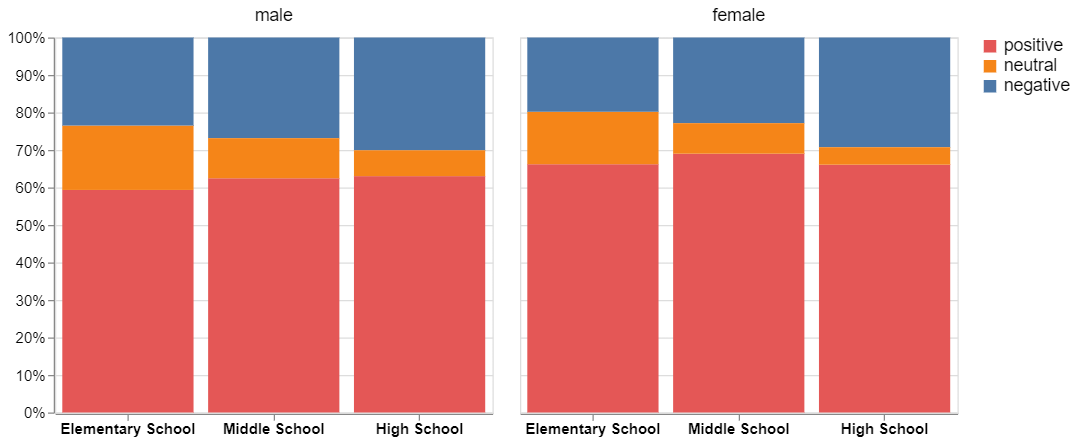 male
female
100%
90%
80%
70%
60%
50%
40%
30%
20%
10%
0%
Elementary School Middle School High School
Elementary School Middle School High School
positive
neutral
negative